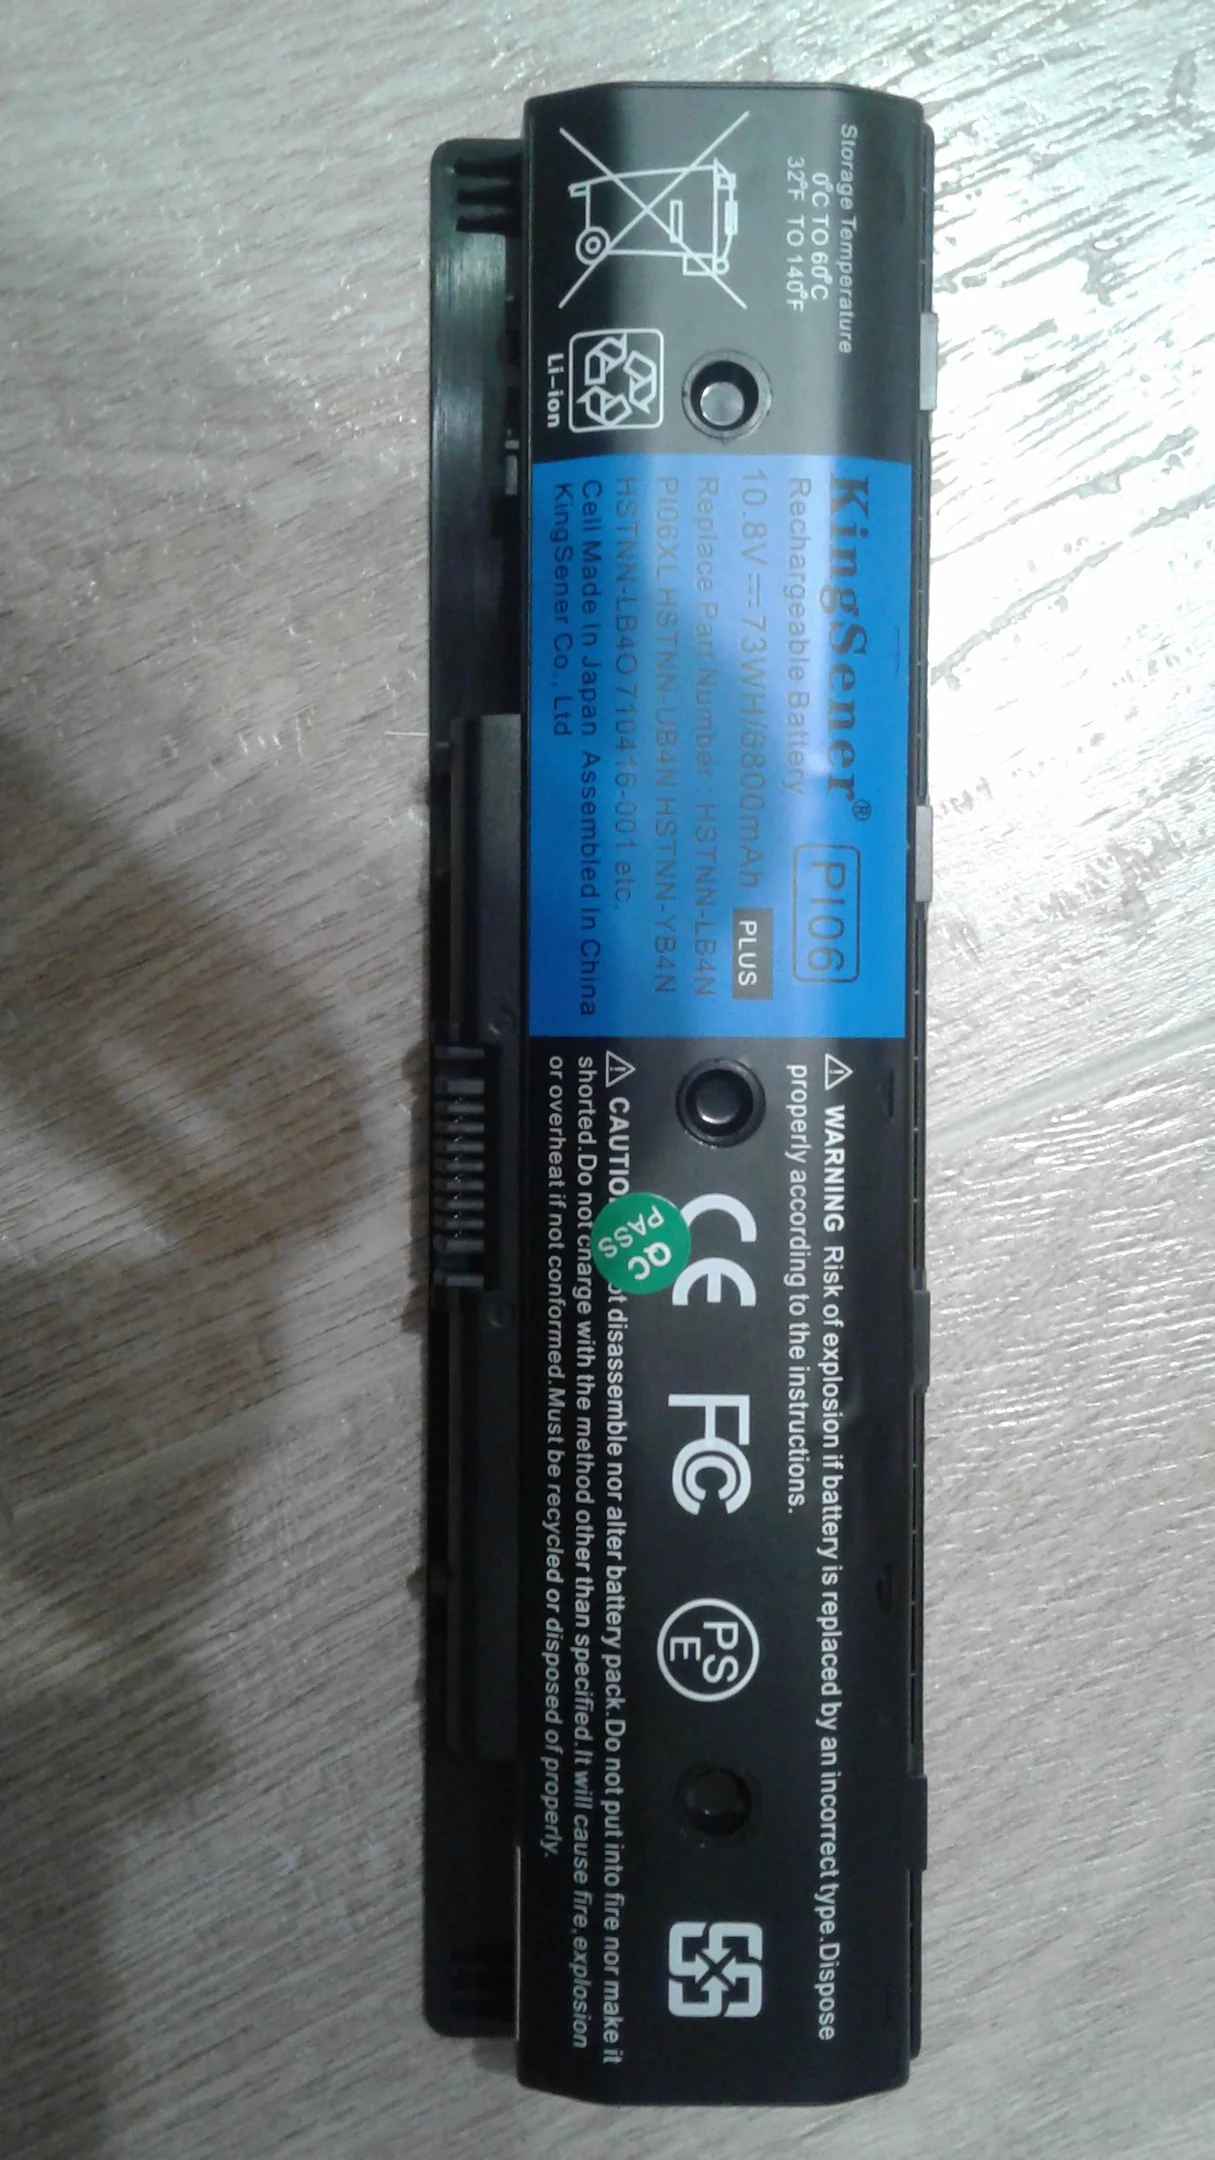 Storage Temperature
0°C TO 60°C
32°F TO 140°F
Li-ion
KingSener® PI06
Rechargeable Battery
10.8V 73WH/6800mAh PLUS
Replace Part Number : HSTNN-LB4N
PI06XL HSTNN-UB4N HSTNN-YB4N
HSTNN-LB4O 710416-001 etc.
Cell Made In Japan Assembled In China
KingSener Co., Ltd
WARNING Risk of explosion if battery is replaced by an incorrect type.Dispose
properly according to the instructions.
CE FC PSE
QC
PASS
disassemble nor alter battery pack.Do not put into fire nor make it
shorted.Do not charge with the method other than specified.It will cause fire,explosion
or overheat if not conformed.Must be recycled or disposed of properly.